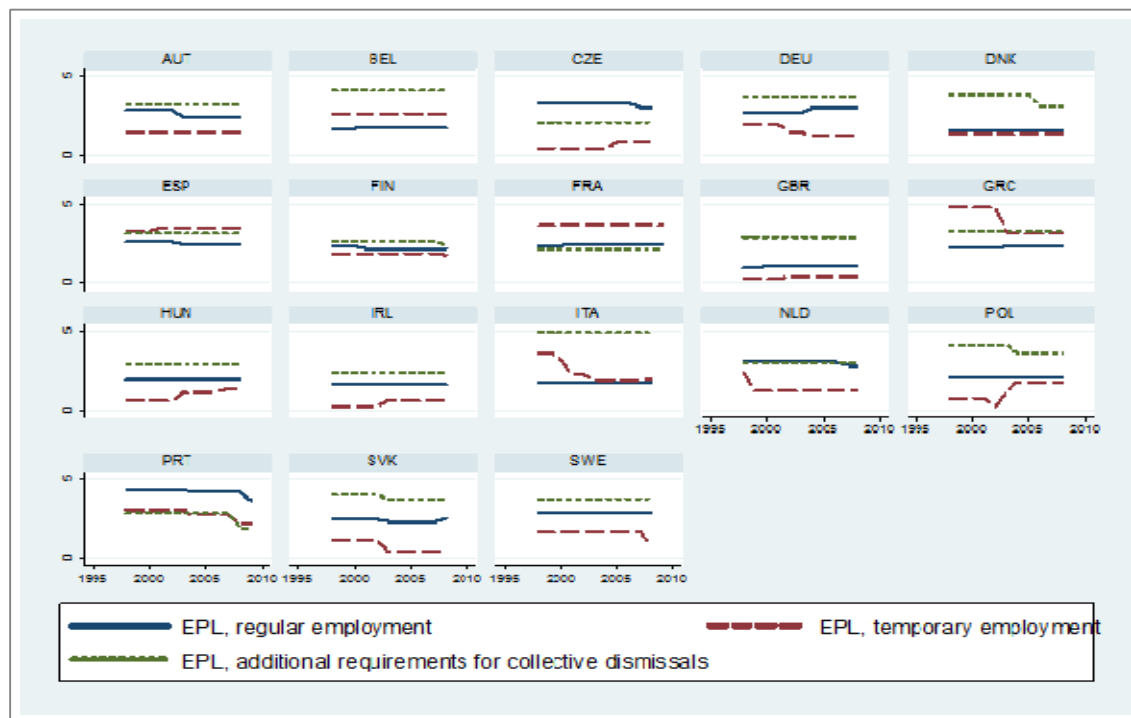 AUT BEL CZE DEU DNK
5
0
ESP FIN FRA GBR GRC
5
0
HUN IRL ITA NLD POL
5
0
1995 2000 2005 2010 1995 2000 2005 2010
PRT SVK SWE
5
0
1995 2000 2005 2010 1995 2000 2005 2010 1995 2000 2005 2010
EPL, regular employment EPL, temporary employment
EPL, additional requirements for collective dismissals